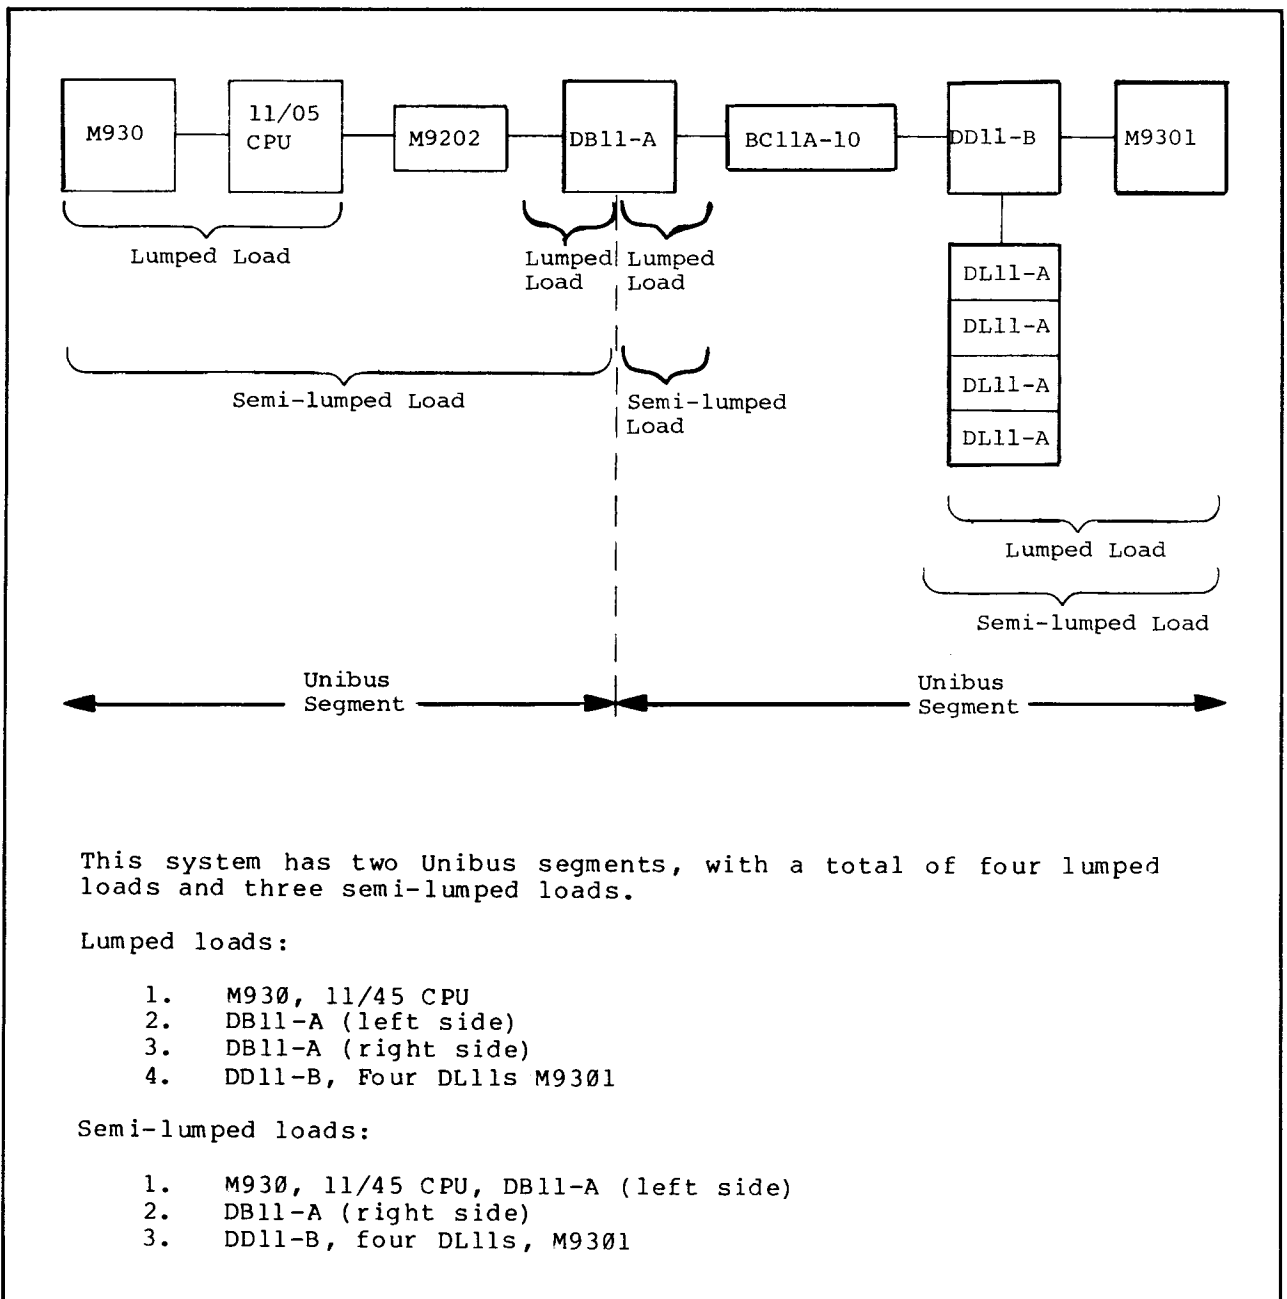 M930
11/05
CPU
M9202
DB11-A
BC11A-10
DD11-B
M9301
Lumped Load
Lumped
Load
Lumped
Load
DL11-A
DL11-A
DL11-A
DL11-A
Semi-lumped Load
Semi-lumped
Load
Lumped Load
Semi-lumped Load
Unibus
Segment
Unibus
Segment
This system has two Unibus segments, with a total of four lumped
loads and three semi-lumped loads.
Lumped loads:
1. M93Ø, 11/45 CPU
2. DB11-A (left side)
3. DB11-A (right side)
4. DD11-B, Four DL11s M93Ø1
Semi-lumped loads:
1. M93Ø, 11/45 CPU, DB11-A (left side)
2. DB11-A (right side)
3. DD11-B, four DL11s, M93Ø1